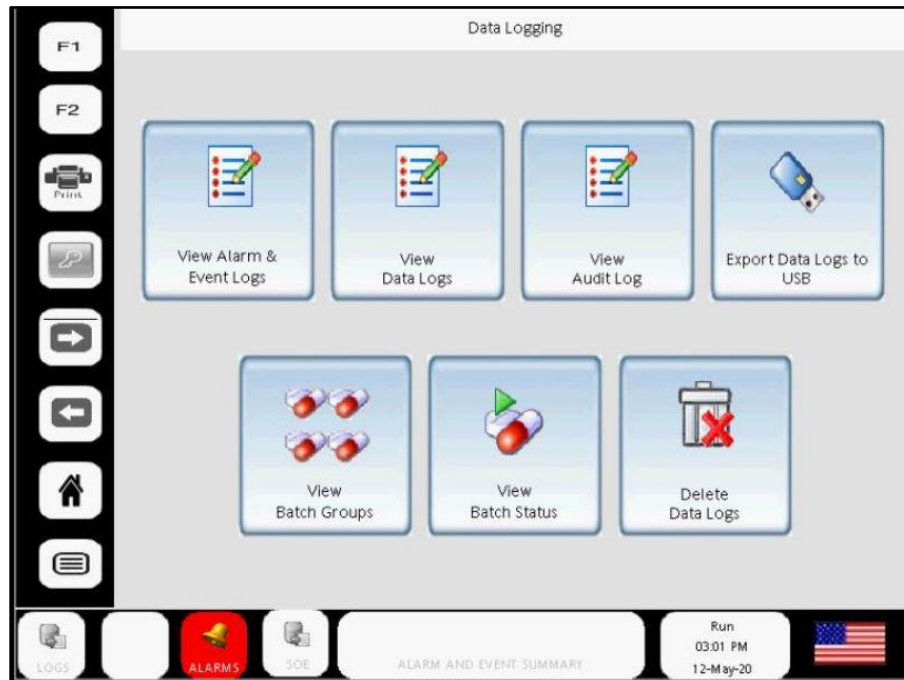 Data Logging
F1
F2
Print
View Alarm &
Event Logs
View
Data Logs
View
Audit Log
Export Data Logs to
USB
View
Batch Groups
View
Batch Status
Delete
Data Logs
LOGS
ALARMS
SOE
ALARM AND EVENT SUMMARY
Run
03:01 PM
12-May-20